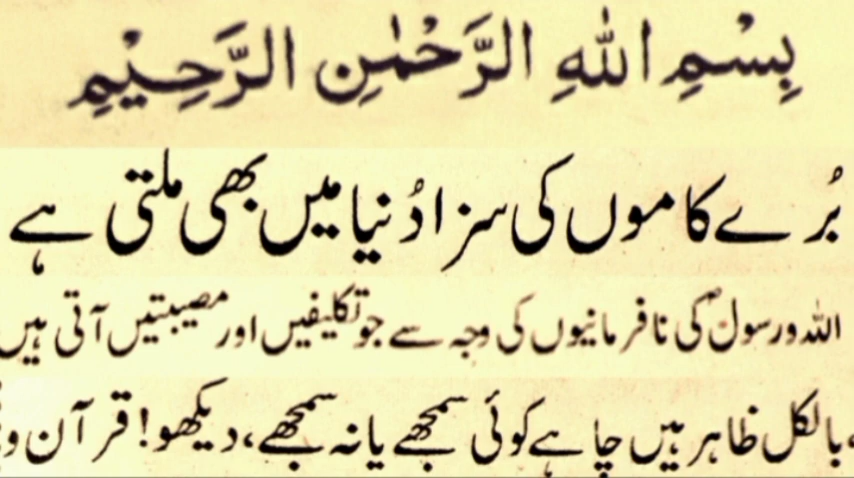 بِسْمِ اللهِ الرَّحْمٰنِ الرَّحِيْمِ
بُرے کاموں کی سزا دُنیا میں بھی ملتی ہے
اللہ ورسولؐ کی نافرمانیوں کی وجہ سے جو تکلیفیں اور مصیبتیں آتی ہیں
، بالکل ظاہر ہیں چاہے کوئی سمجھے یا نہ سمجھے، دیکھو! قرآن و